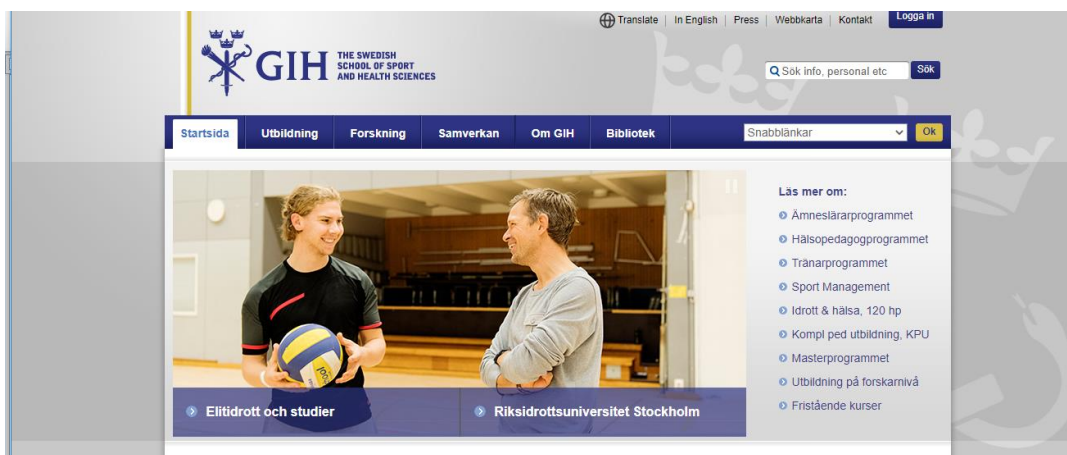 Translate | In English | Press | Webbkarta | Kontakt Logga in
GIH THE SWEDISH
SCHOOL OF SPORT
AND HEALTH SCIENCES
Sök info, personal etc Sök
Startsida Utbildning Forskning Samverkan Om GIH Bibliotek Snabblänkar Ok
Läs mer om:
Ämneslärarprogrammet
Hälsopedagogprogrammet
Tränarprogrammet
Sport Management
Idrott & hälsa, 120 hp
Kompl ped utbildning, KPU
Masterprogrammet
Utbildning på forskarnivå
Fristående kurser
Elitidrott och studier Riksidrottsuniversitet Stockholm